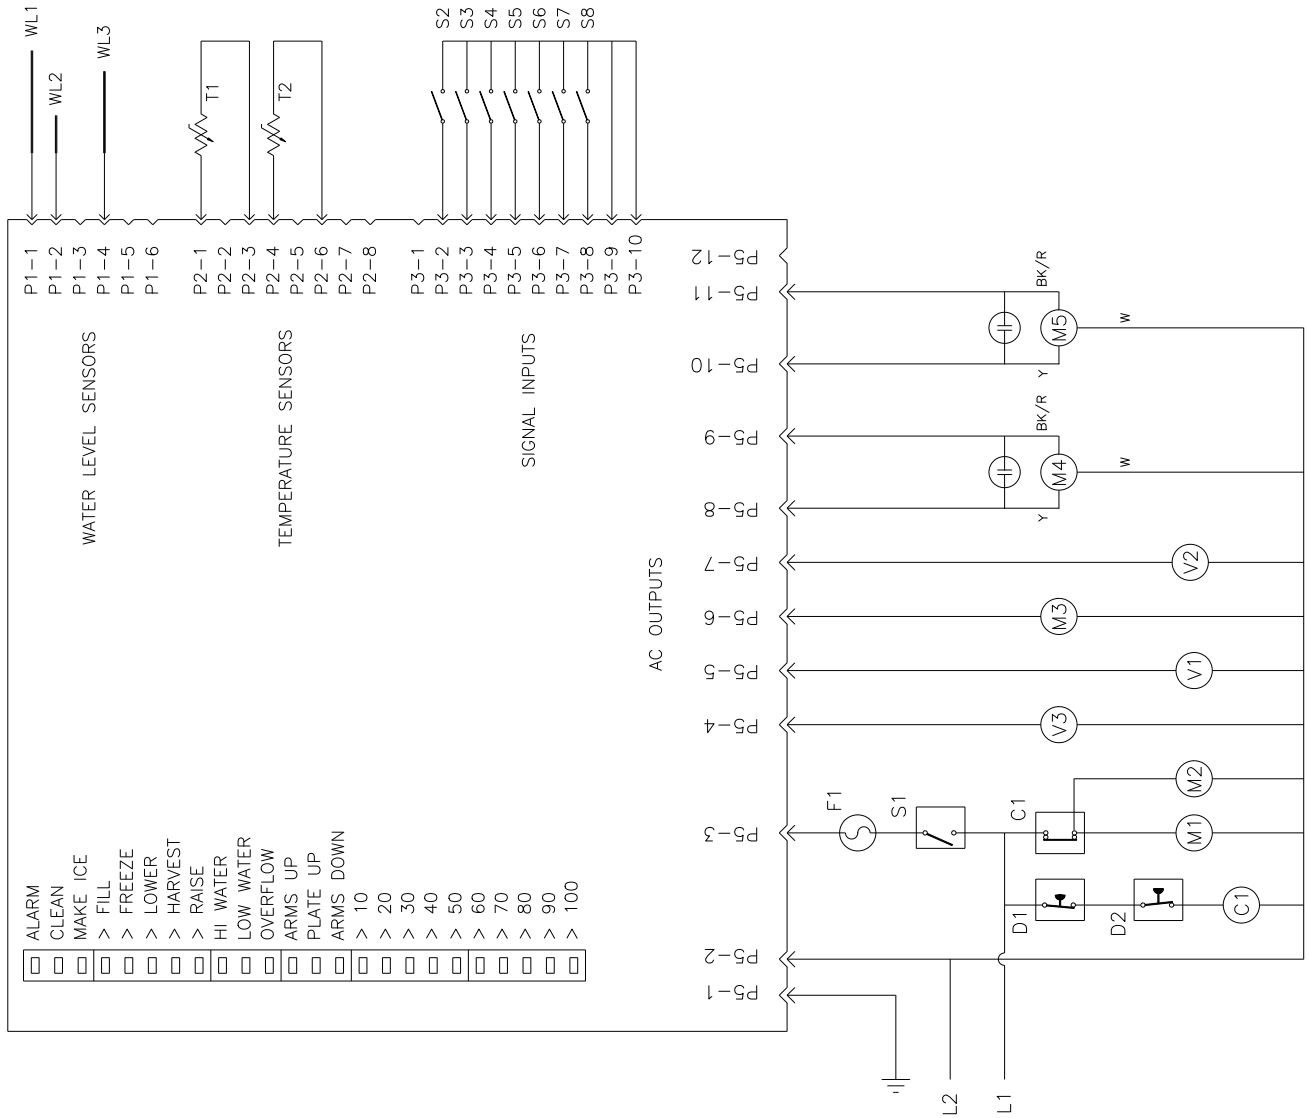 WL1
WL2
WL3
T1
T2
S2
S3
S4
S5
S6
S7
S8
P1-1
P1-2
P1-3
P1-4
P1-5
P1-6
P2-1
P2-2
P2-3
P2-4
P2-5
P2-6
P2-7
P2-8
P3-1
P3-2
P3-3
P3-4
P3-5
P3-6
P3-7
P3-8
P3-9
P3-10
WATER LEVEL SENSORS
TEMPERATURE SENSORS
SIGNAL INPUTS
AC OUTPUTS
P5-12
P5-11
P5-10
P5-9
P5-8
P5-7
P5-6
P5-5
P5-4
P5-3
P5-2
P5-1
BK/R
M5
W
Y
BK/R
M4
W
Y
V2
M3
V1
V3
M2
F1
S1
C1
M1
D1
D2
C1
L2
L1
ALARM
CLEAN
MAKE ICE
> FILL
> FREEZE
> LOWER
> HARVEST
> RAISE
HI WATER
LOW WATER
OVERFLOW
ARMS UP
PLATE UP
ARMS DOWN
> 10
> 20
> 30
> 40
> 50
> 60
> 70
> 80
> 90
> 100